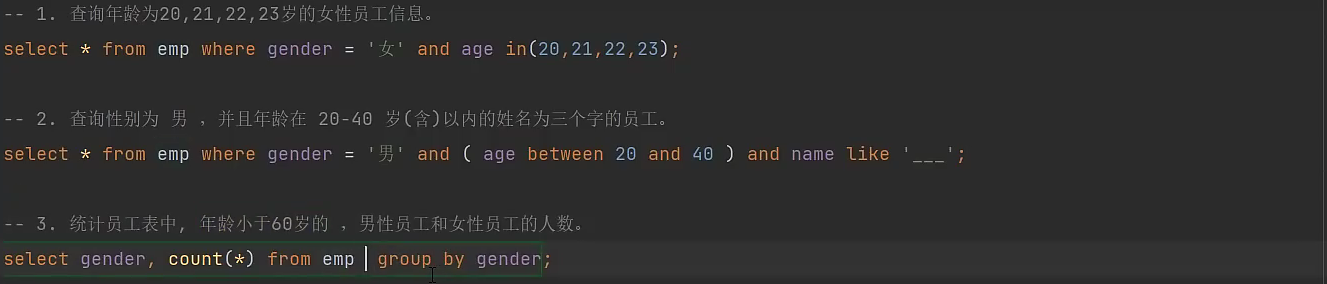 -- 1. 查询年龄为20,21,22,23岁的女性员工信息。
select * from emp where gender = '女' and age in(20,21,22,23);
-- 2. 查询性别为 男 ，并且年龄在 20-40 岁(含)以内的姓名为三个字的员工。
select * from emp where gender = '男' and ( age between 20 and 40 ) and name like '___';
-- 3. 统计员工表中, 年龄小于60岁的 ，男性员工和女性员工的人数。
select gender, count(*) from emp group by gender;